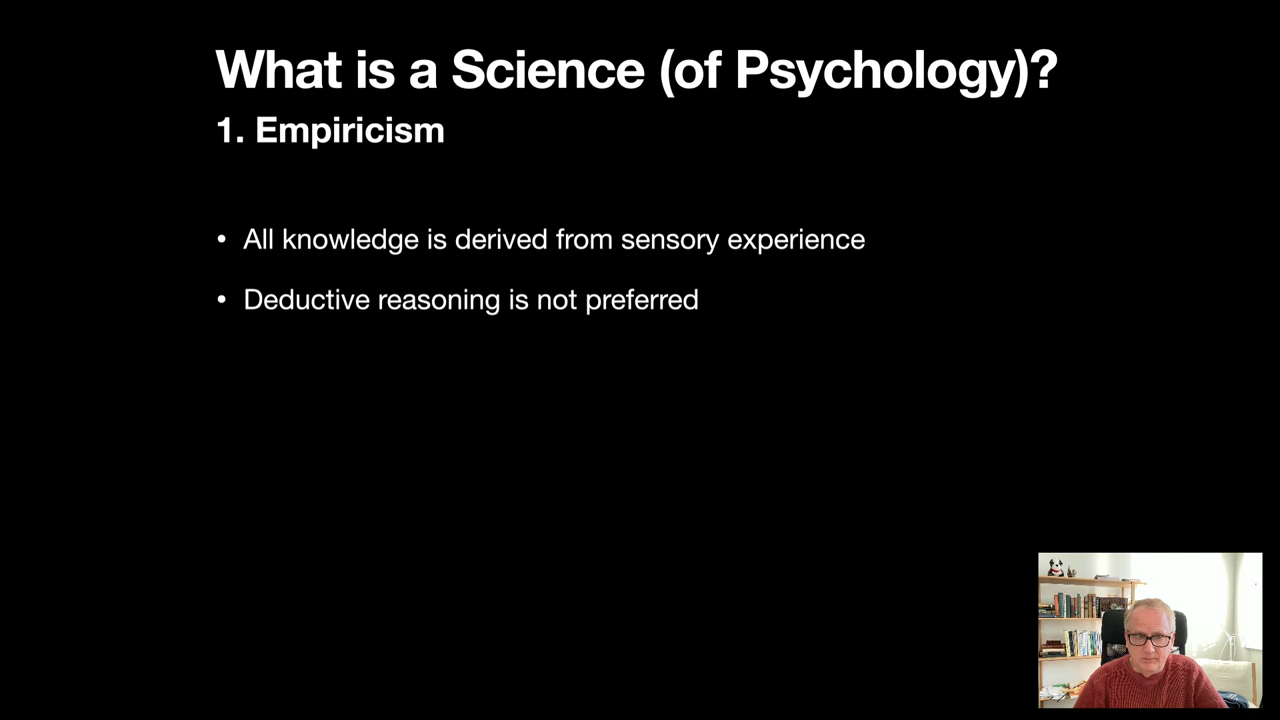 What is a Science (of Psychology)?
1. Empiricism
• All knowledge is derived from sensory experience
• Deductive reasoning is not preferred